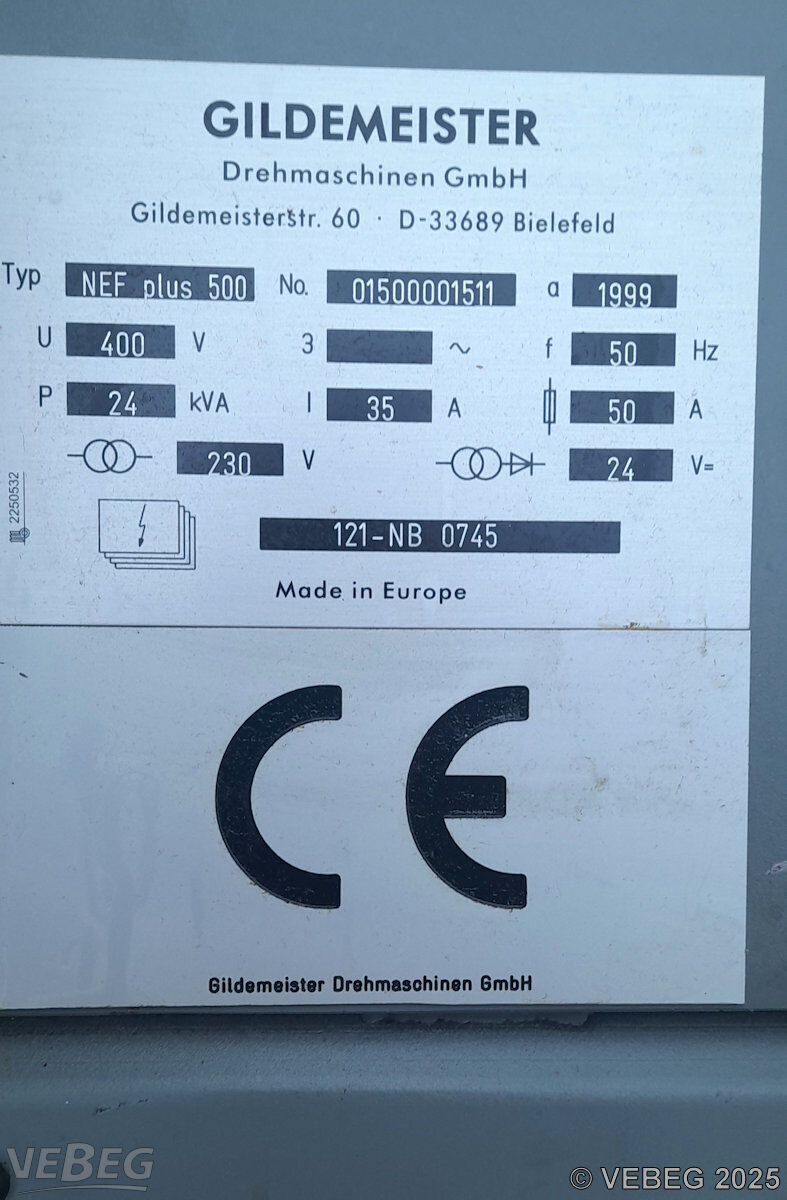 GILDEMEISTER
Drehmaschinen GmbH
Gildemeisterstr. 60 · D-33689 Bielefeld
Typ NEF plus 500 No. 01500001511 a 1999
U 400 V 3 ~ f 50 Hz
P 24 kVA I 35 A 50 A
230 V 24 V=
2250532
121-NB 0745
Made in Europe
CE
Gildemeister Drehmaschinen GmbH
VEBEG
© VEBEG 2025